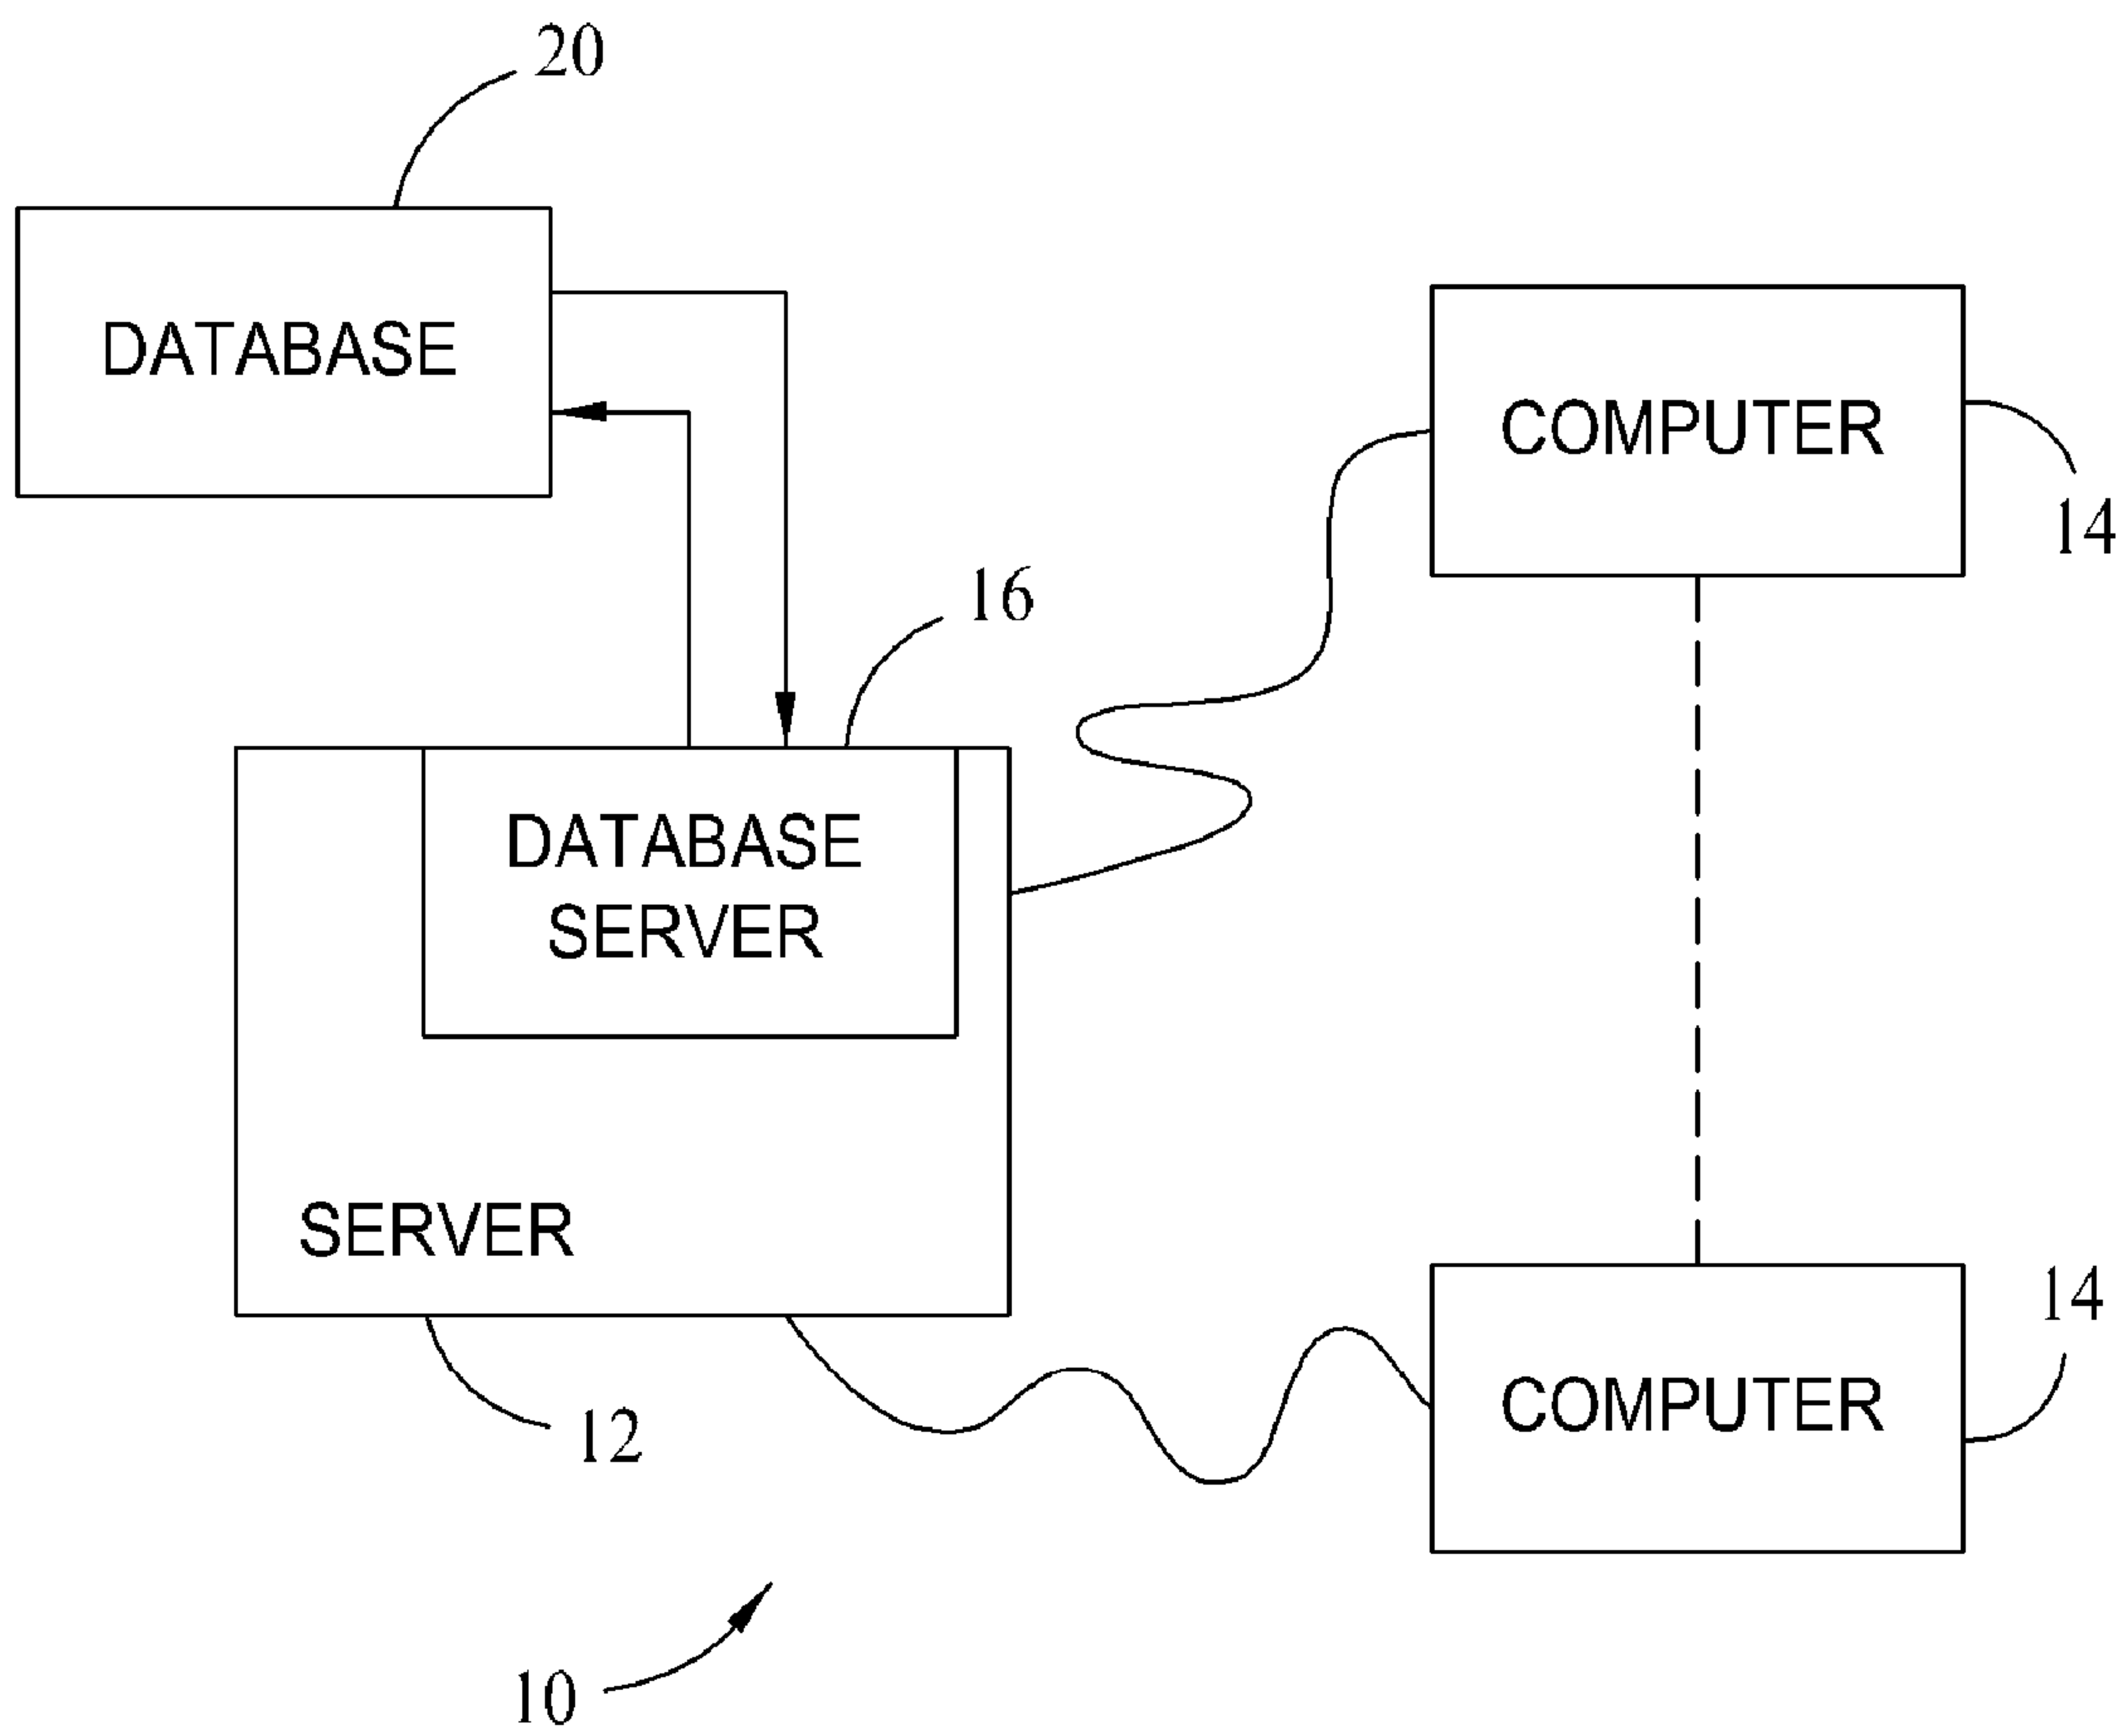 20
DATABASE
COMPUTER
14
16
DATABASE
SERVER
SERVER
14
COMPUTER
12
10